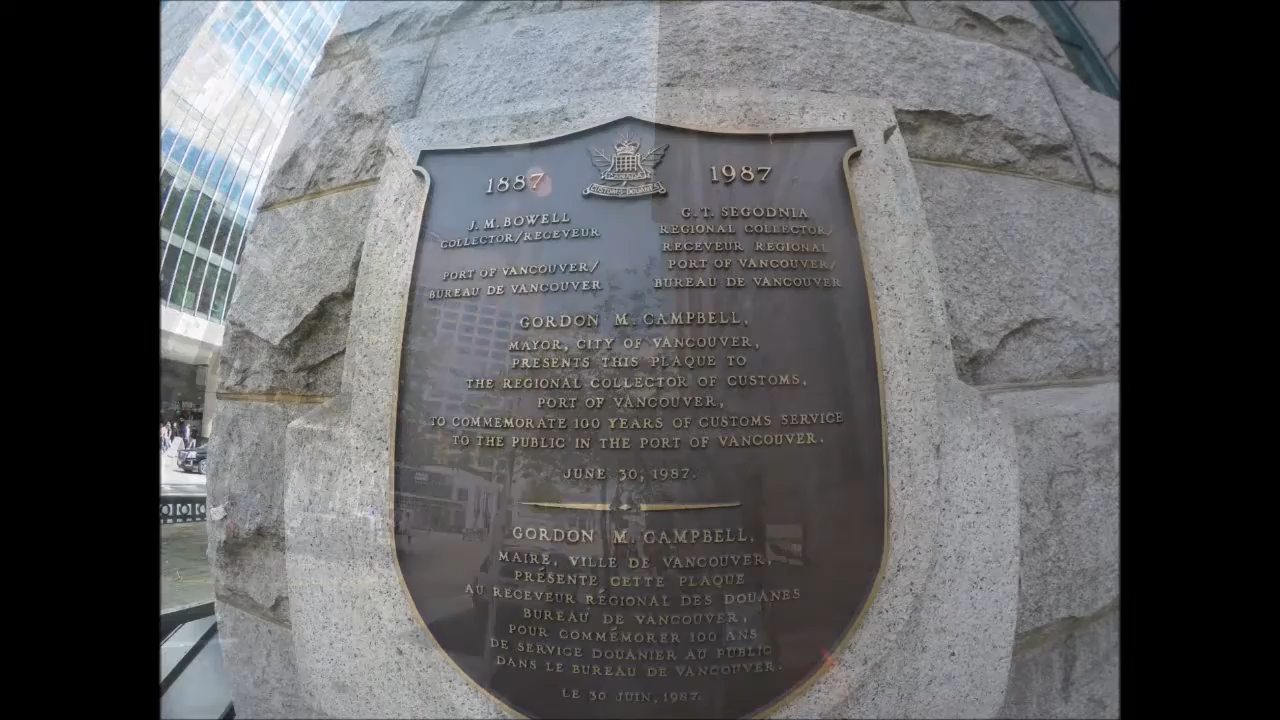 1887
1987
CANADA
CUSTOMS-DOUANES
J. M. BOWELL
COLLECTOR/RECEVEUR
PORT OF VANCOUVER/
BUREAU DE VANCOUVER
G. T. SEGODNIA
REGIONAL COLLECTOR/
RECEVEUR REGIONAL
PORT OF VANCOUVER/
BUREAU DE VANCOUVER
GORDON M. CAMPBELL,
MAYOR, CITY OF VANCOUVER,
PRESENTS THIS PLAQUE TO
THE REGIONAL COLLECTOR OF CUSTOMS,
PORT OF VANCOUVER,
TO COMMEMORATE 100 YEARS OF CUSTOMS SERVICE
TO THE PUBLIC IN THE PORT OF VANCOUVER.
JUNE 30, 1987.
GORDON M. CAMPBELL,
MAIRE, VILLE DE VANCOUVER,
PRÉSENTE CETTE PLAQUE
AU RECEVEUR RÉGIONAL DES DOUANES
BUREAU DE VANCOUVER,
POUR COMMÉMORER 100 ANS
DE SERVICE DOUANIER AU PUBLIC
DANS LE BUREAU DE VANCOUVER.
LE 30 JUIN, 1987.